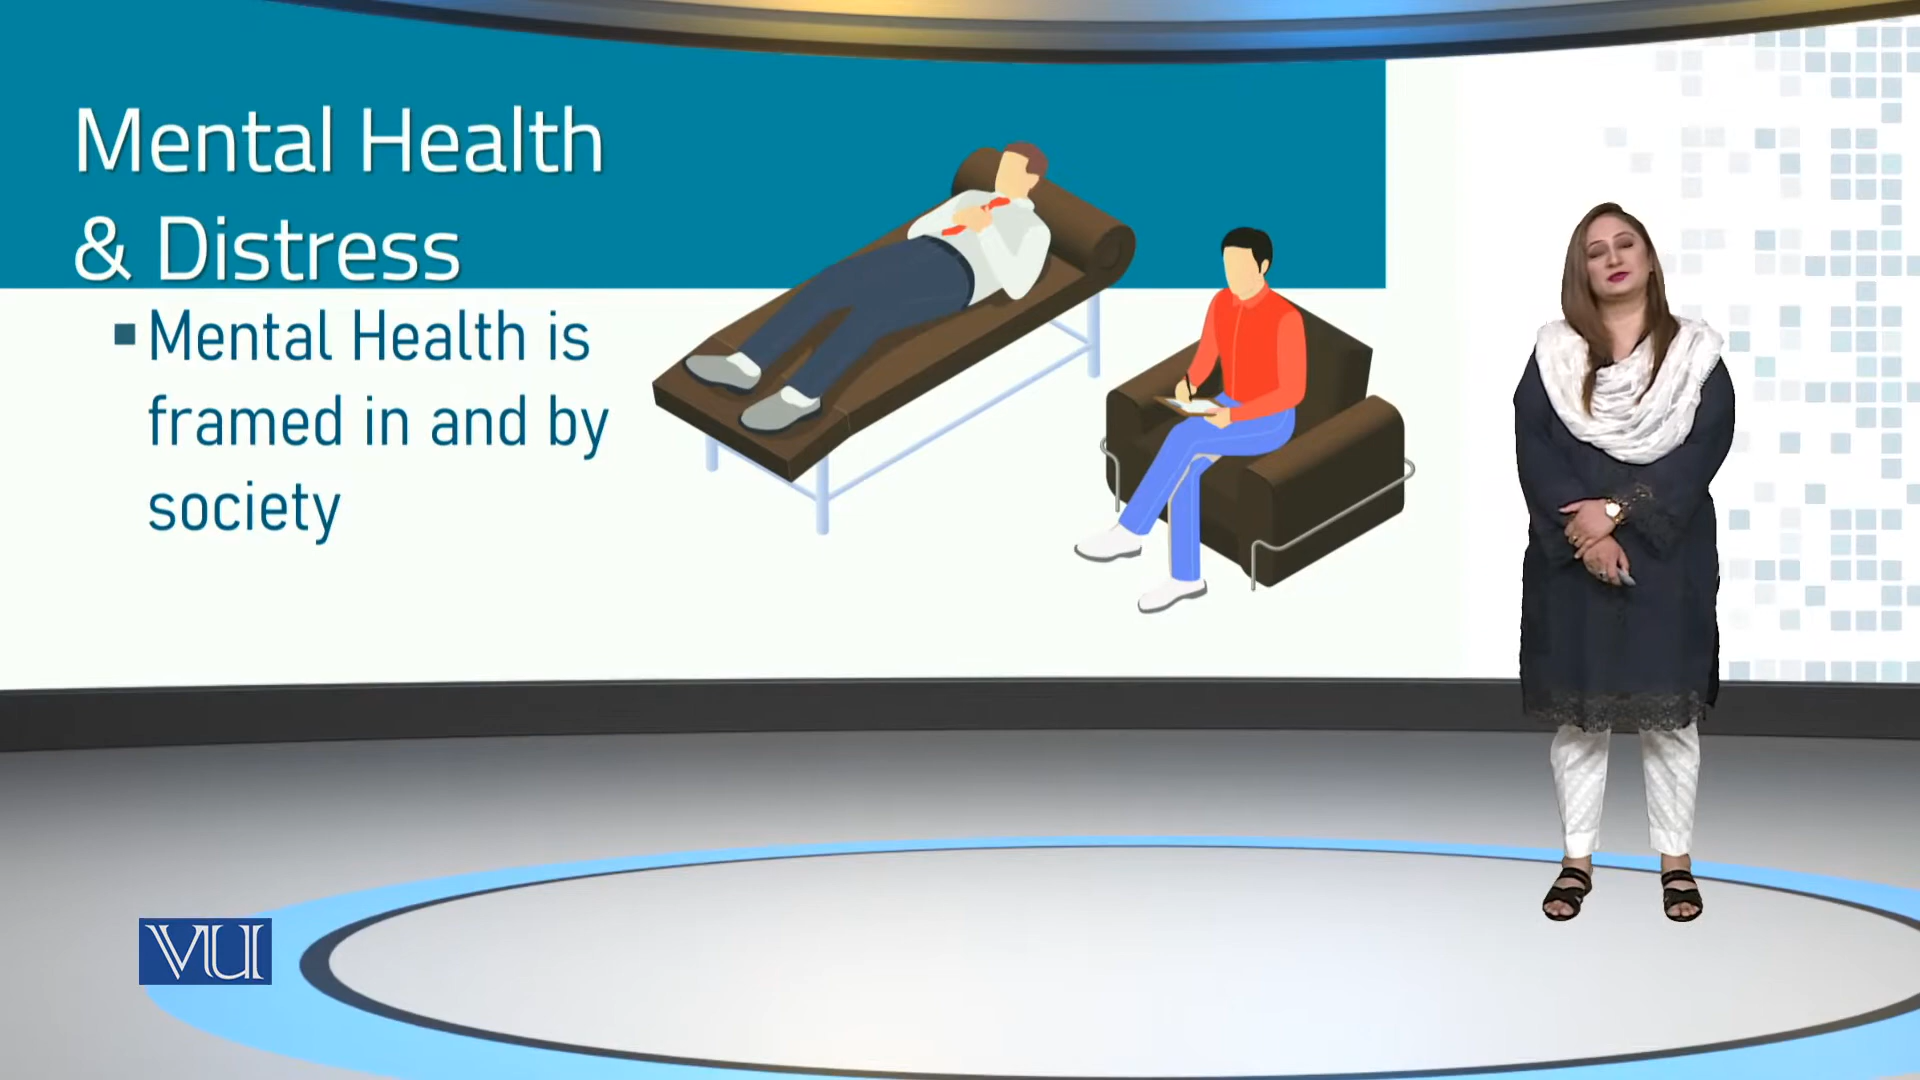 Mental Health
& Distress
▪ Mental Health is
framed in and by
society
VU